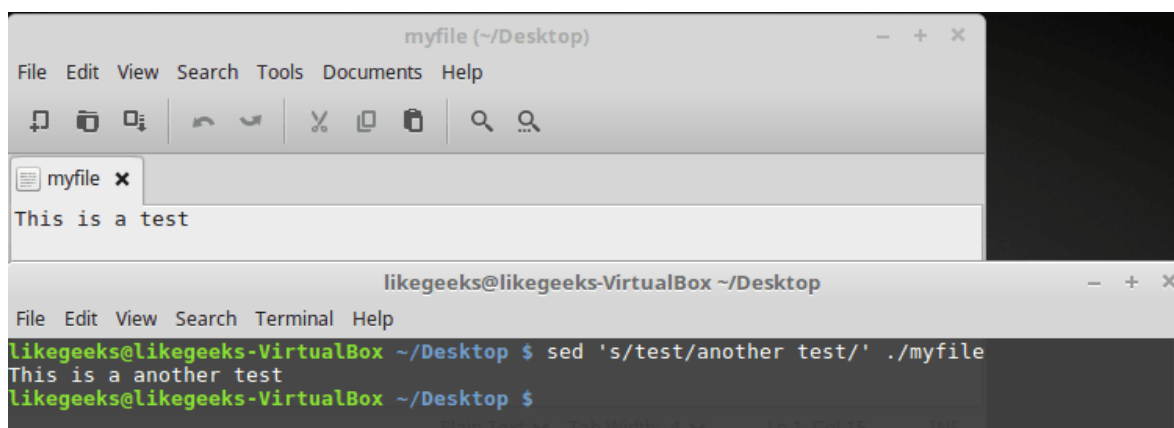 myfile (~/Desktop)
File Edit View Search Tools Documents Help
myfile
This is a test
likegeeks@likegeeks-VirtualBox ~/Desktop
File Edit View Search Terminal Help
likegeeks@likegeeks-VirtualBox ~/Desktop $ sed 's/test/another test/' ./myfile
This is a another test
likegeeks@likegeeks-VirtualBox ~/Desktop $